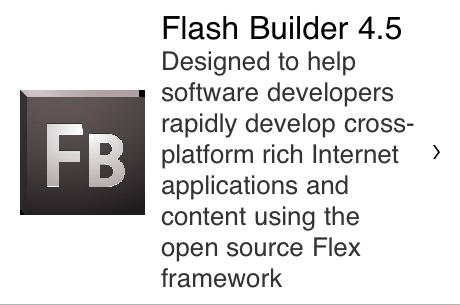 Flash Builder 4.5
Designed to help
software developers
rapidly develop cross-
platform rich Internet
applications and
content using the
open source Flex
framework
FB